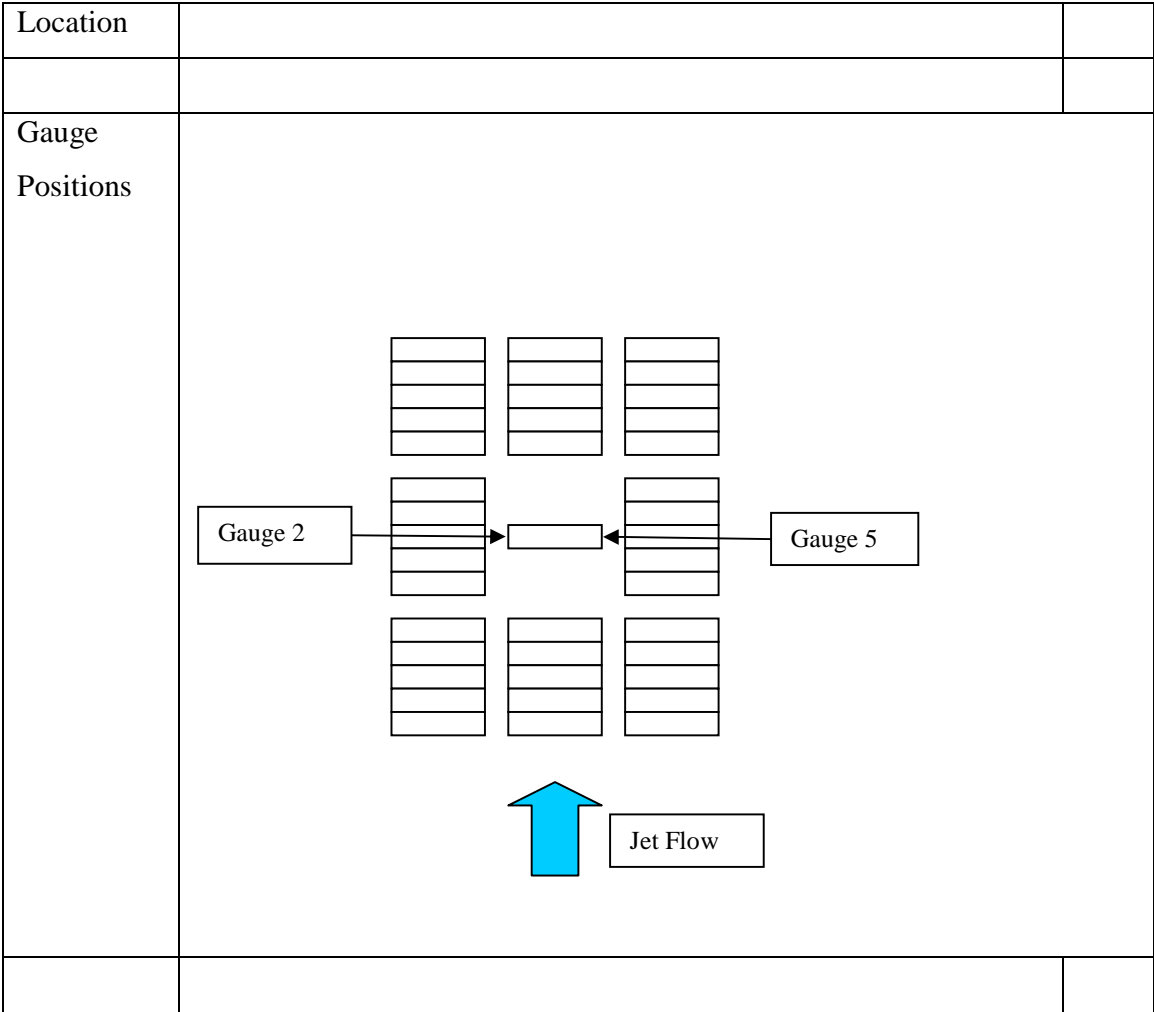 Location
Gauge
Positions
Gauge 2
Gauge 5
Jet Flow